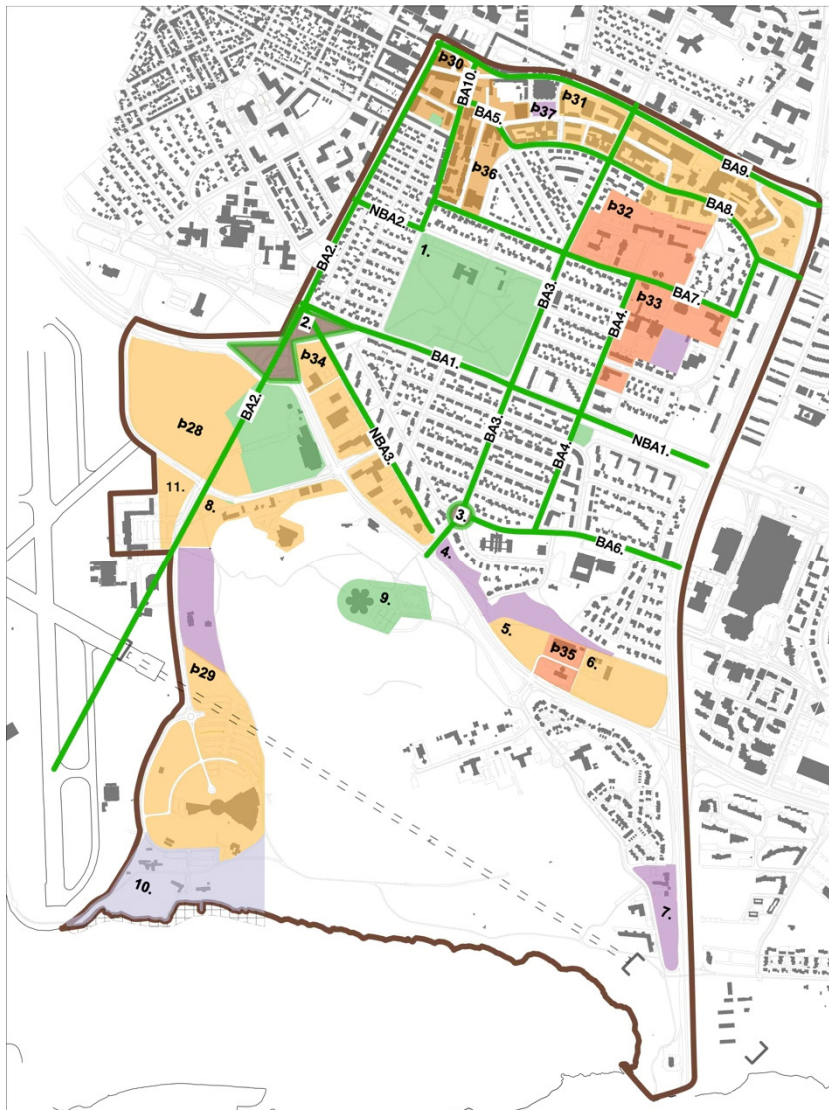 Þ30
BA10.
Þ31
Þ37
BA5.
BA9.
Þ36
BA8.
Þ32
NBA2.
1.
BA2.
BA3.
BA7.
Þ33
BA4.
2.
Þ34
BA1.
BA2.
Þ28
BA3.
NBA3.
BA4.
NBA1.
11.
8.
3.
BA6.
4.
9.
5.
Þ35
6.
Þ29
10.
7.